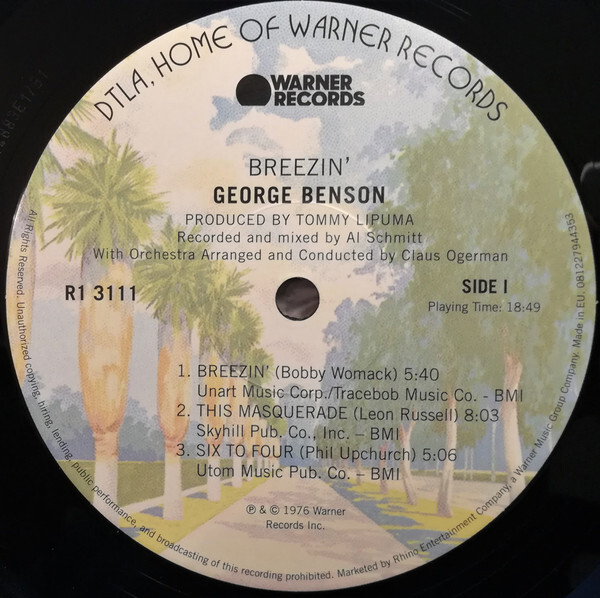 DTLA, HOME OF WARNER RECORDS
WARNER
RECORDS
BREEZIN'
GEORGE BENSON
PRODUCED BY TOMMY LIPUMA
Recorded and mixed by Al Schmitt
With Orchestra Arranged and Conducted by Claus Ogerman
R1 3111
SIDE I
Playing Time: 18:49
1. BREEZIN' (Bobby Womack) 5:40
Unart Music Corp./Tracebob Music Co. - BMI
2. THIS MASQUERADE (Leon Russell) 8:03
Skyhill Pub. Co., Inc. – BMI
3. SIX TO FOUR (Phil Upchurch) 5:06
Utom Music Pub. Co. – BMI
℗ & © 1976 Warner
Records Inc.
All Rights Reserved. Unauthorized copying, hiring, lending, public performance, and broadcasting of this recording prohibited. Marketed by Rhino Entertainment Company, a Warner Music Group Company. Made in EU. 081227944353